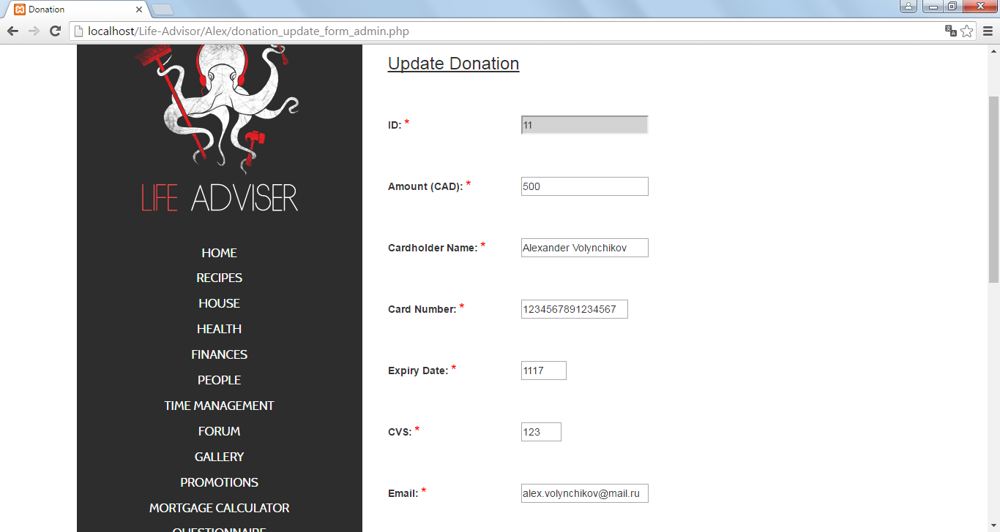 Donation
localhost/Life-Advisor/Alex/donation_update_form_admin.php
LIFE ADVISER
HOME
RECIPES
HOUSE
HEALTH
FINANCES
PEOPLE
TIME MANAGEMENT
FORUM
GALLERY
PROMOTIONS
MORTGAGE CALCULATOR
QUESTIONNAIRE
Update Donation
ID: * 11
Amount (CAD): * 500
Cardholder Name: * Alexander Volynchikov
Card Number: * 1234567891234567
Expiry Date: * 1117
CVS: * 123
Email: * alex.volynchikov@mail.ru